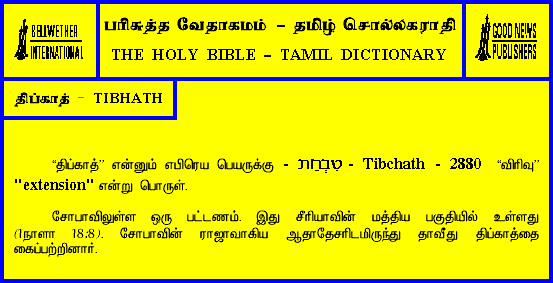 BELLWETHER
INTERNATIONAL
பரிசுத்த வேதாகமம் – தமிழ் சொல்லகராதி
THE HOLY BIBLE – TAMIL DICTIONARY
GOOD NEWS
PUBLISHERS
திப்காத் – TIBHATH
“திப்காத்” என்னும் எபிரெய பெயருக்கு - טִבְחַת - Tibchath - 2880 “விரிவு”
"extension" என்று பொருள்.
சோபாவிலுள்ள ஒரு பட்டணம். இது சீரியாவின் மத்திய பகுதியில் உள்ளது
(1நாளா 18:8). சோபாவின் ராஜாவாகிய ஆதாதேசரிடமிருந்து தாவீது திப்காத்தை
கைப்பற்றினார்.